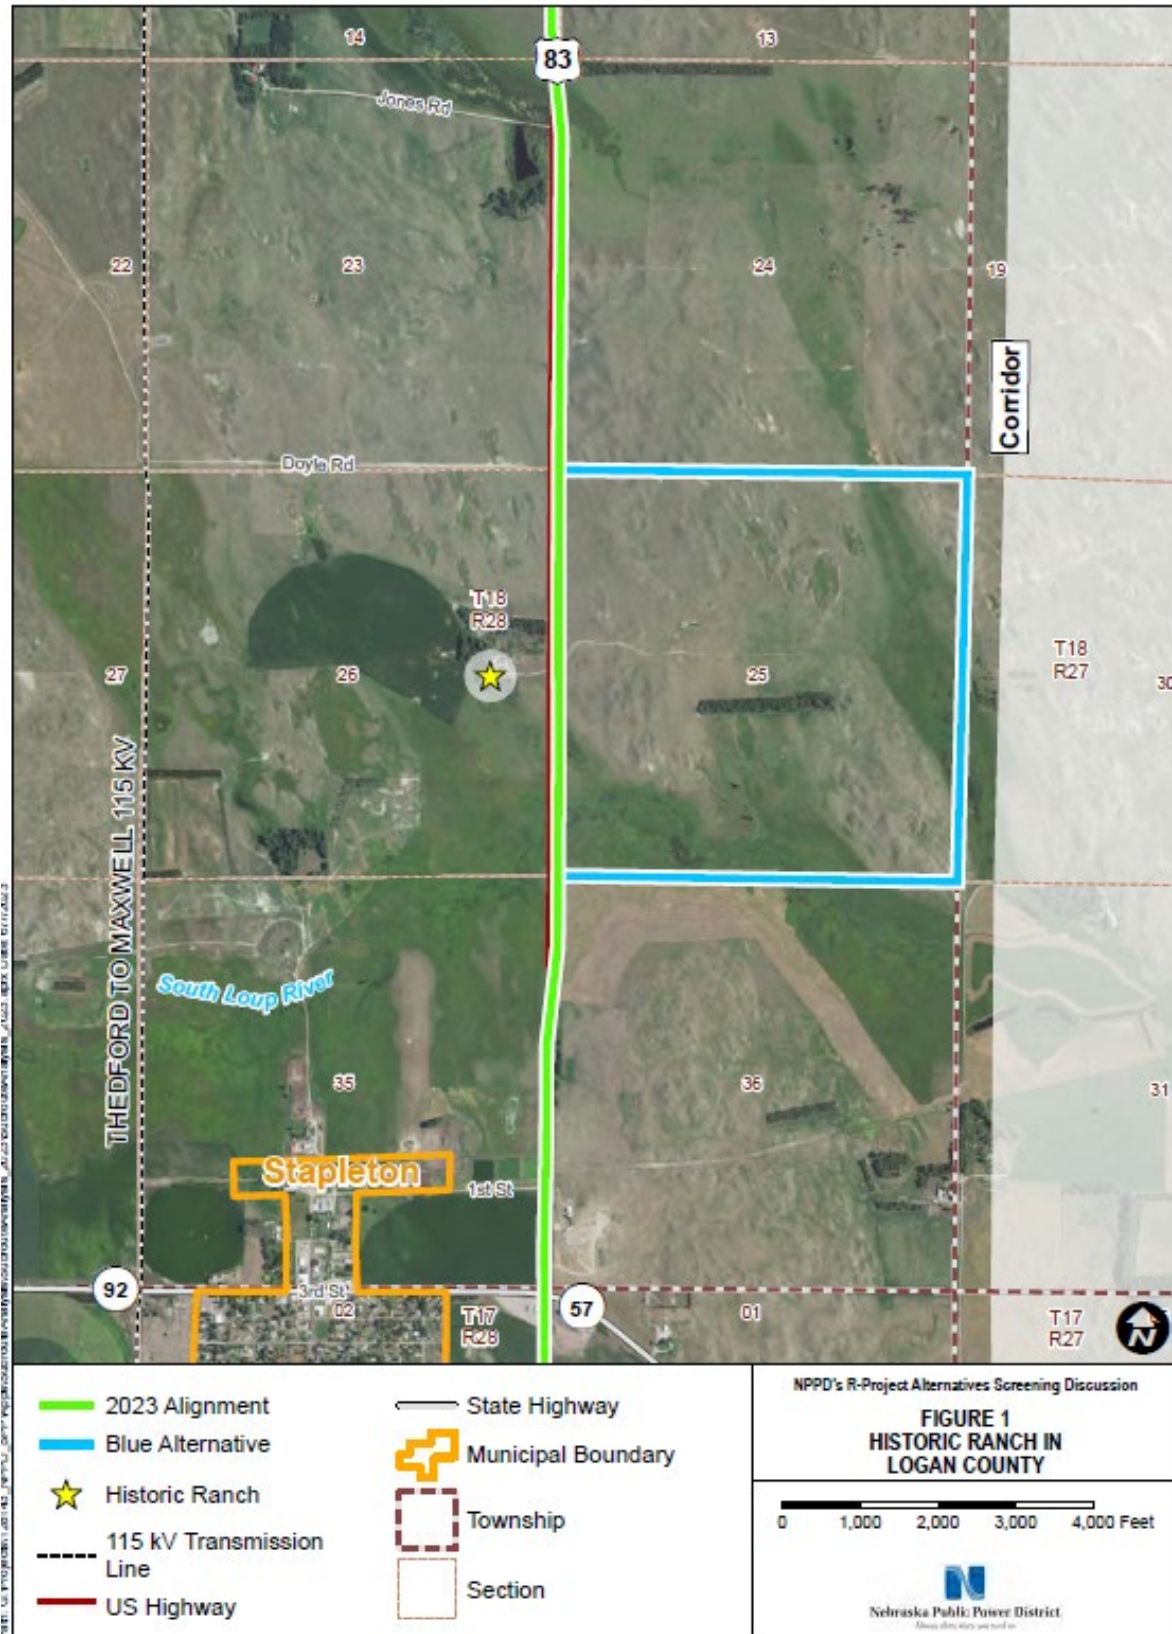 14
13
83
Jones Rd
22
23
24
19
Corridor
Doyle Rd
T18
R28
27
26
25
T18
R27
30
THEDFORD TO MAXWELL 115 KV
South Loup River
35
36
31
Stapleton
1st St
92
3rd St
02
T17
R28
57
01
T17
R27
N
2023 Alignment
Blue Alternative
Historic Ranch
115 kV Transmission
Line
US Highway
State Highway
Municipal Boundary
Township
Section
NPPD's R-Project Alternatives Screening Discussion
FIGURE 1
HISTORIC RANCH IN
LOGAN COUNTY
0 1,000 2,000 3,000 4,000 Feet
N
Nebraska Public Power District